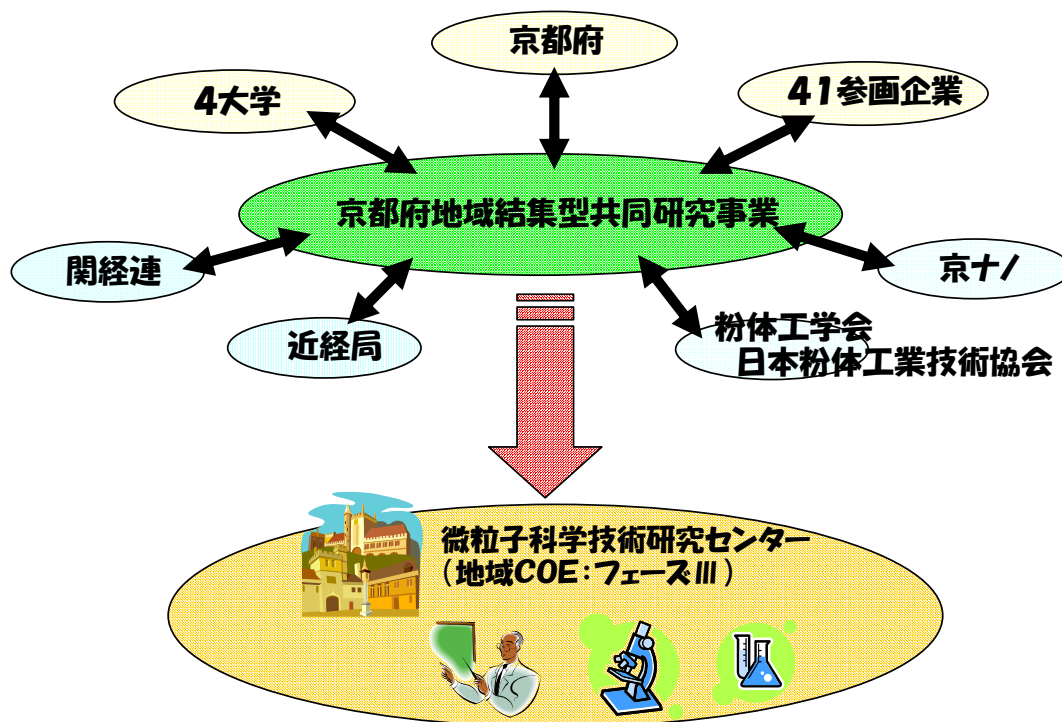 京都府
4大学
41参画企業
京都府地域結集型共同研究事業
関経連
京ナノ
近経局
粉体工学会
日本粉体工業技術協会
微粒子科学技術研究センター
(地域COE:フェーズⅢ)